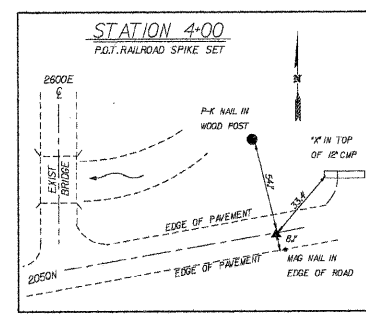 STATION 4+00
P.O.T. RAILROAD SPIKE SET
2600E
℄
N
P-K NAIL IN
WOOD POST
"X" IN TOP
OF 12" CMP
EXIST
BRIDGE
54.1'
33.4'
EDGE OF PAVEMENT
8.2'
2050N
EDGE OF PAVEMENT
MAG NAIL IN
EDGE OF ROAD